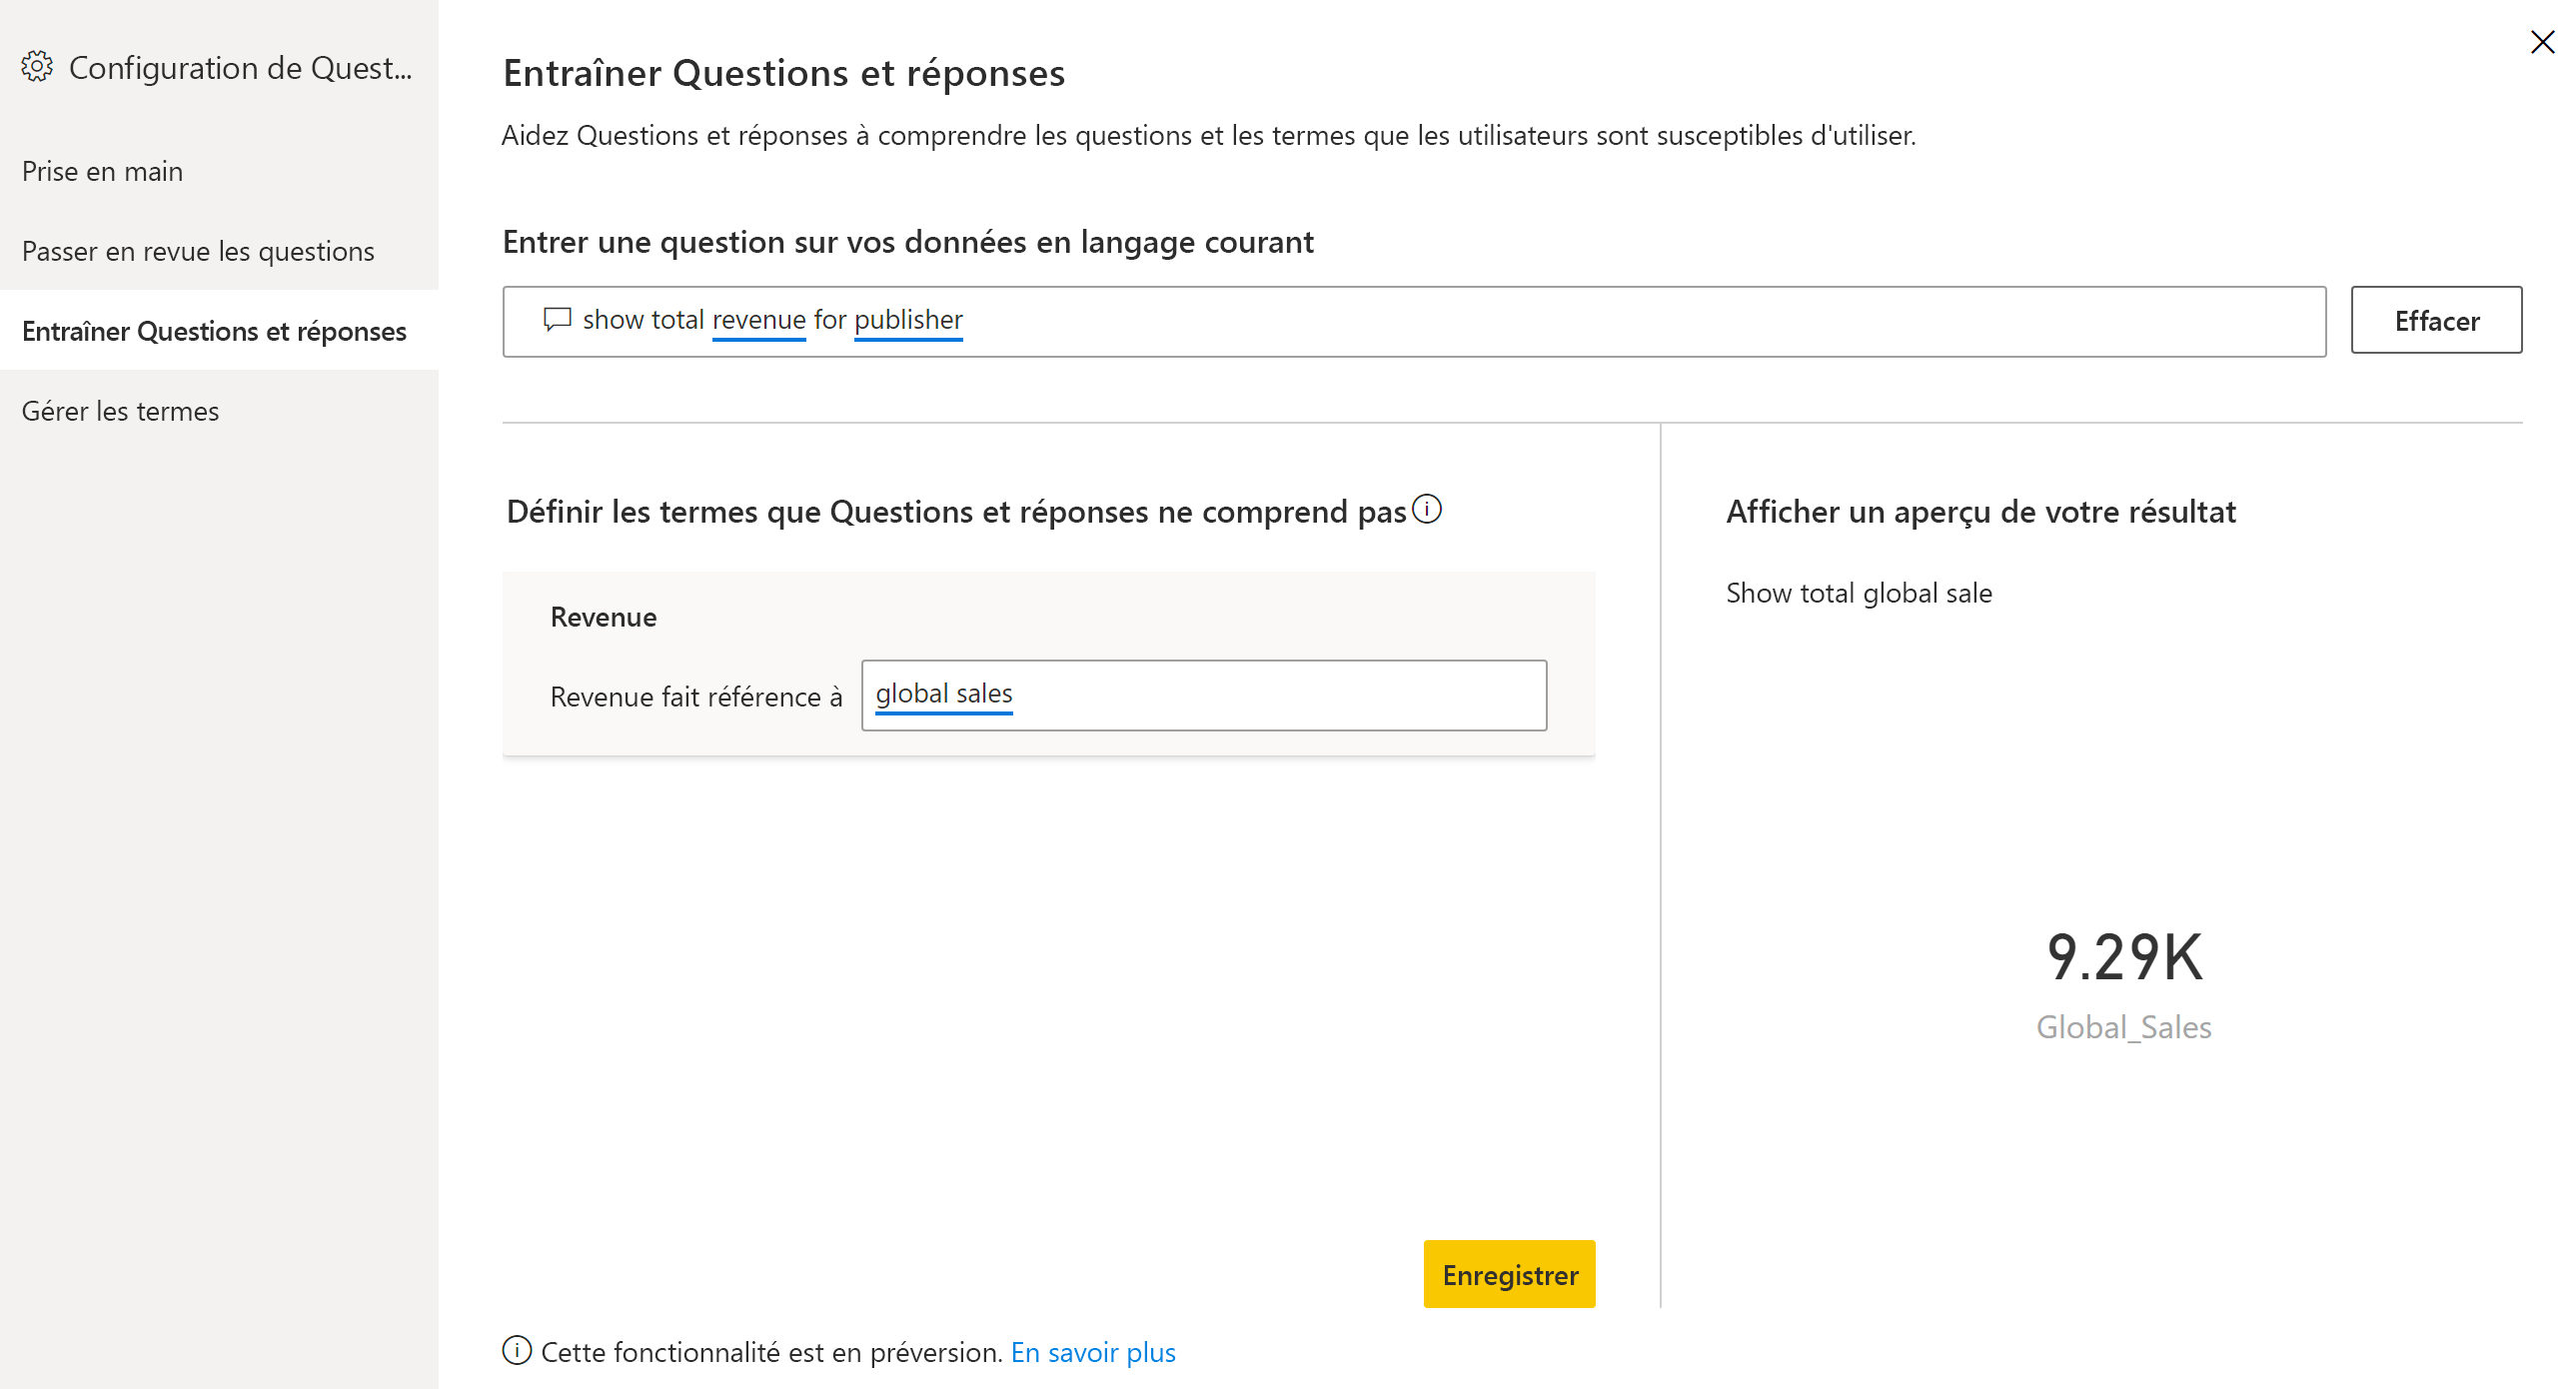 Configuration de Quest...
Prise en main
Passer en revue les questions
Entraîner Questions et réponses
Gérer les termes
Entraîner Questions et réponses
Aidez Questions et réponses à comprendre les questions et les termes que les utilisateurs sont susceptibles d'utiliser.
Entrer une question sur vos données en langage courant
show total revenue for publisher
Effacer
Définir les termes que Questions et réponses ne comprend pas
Revenue
Revenue fait référence à global sales
Enregistrer
Afficher un aperçu de votre résultat
Show total global sale
9.29K
Global_Sales
Cette fonctionnalité est en préversion. En savoir plus